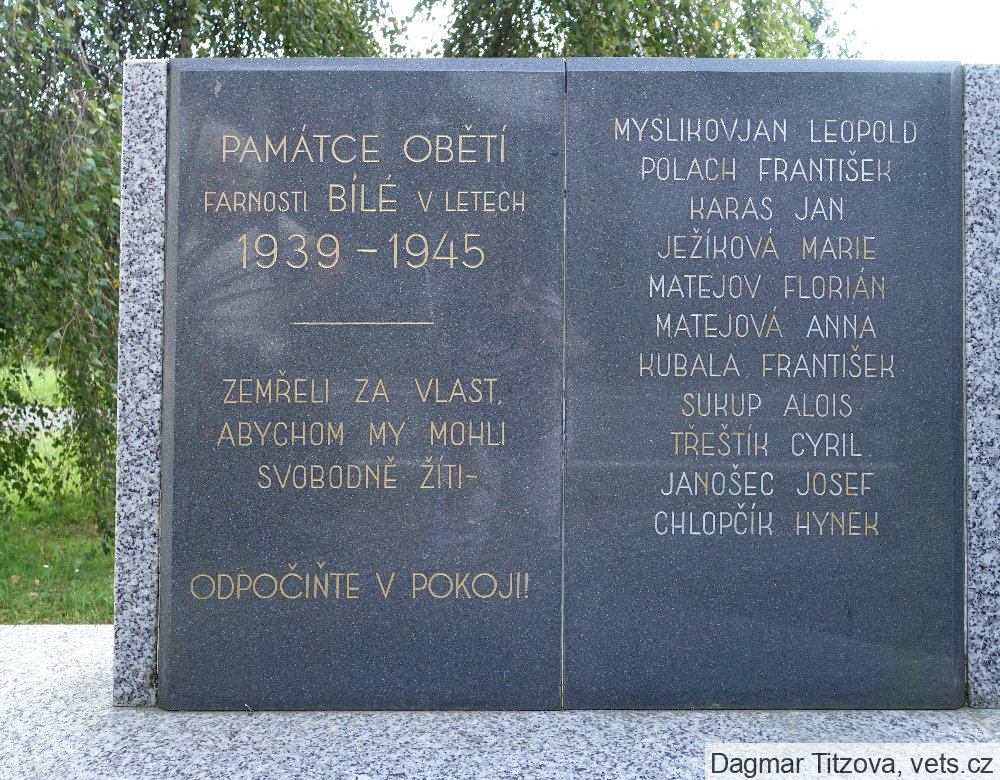 PAMÁTCE OBĚTÍ
FARNOSTI BÍLÉ V LETECH
1939 – 1945
ZEMŘELI ZA VLAST,
ABYCHOM MY MOHLI
SVOBODNĚ ŽÍTI-
ODPOČIŇTE V POKOJI!
MYSLIKOVJAN LEOPOLD
POLACH FRANTIŠEK
KARAS JAN
JEŽÍKOVÁ MARIE
MATEJOV FLORIÁN
MATEJOVÁ ANNA
KUBALA FRANTIŠEK
SUKUP ALOIS
TŘEŠTÍK CYRIL
JANOŠEC JOSEF
CHLOPČÍK HYNEK
Dagmar Titzova, vets.cz